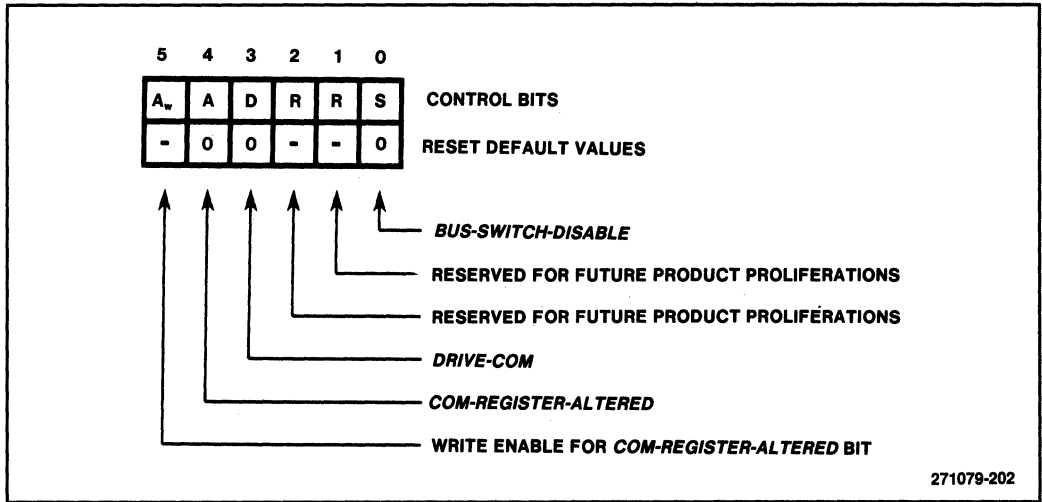 5 4 3 2 1 0
A_w A D R R S CONTROL BITS
- 0 0 - - 0 RESET DEFAULT VALUES
BUS-SWITCH-DISABLE
RESERVED FOR FUTURE PRODUCT PROLIFERATIONS
RESERVED FOR FUTURE PRODUCT PROLIFERATIONS
DRIVE-COM
COM-REGISTER-ALTERED
WRITE ENABLE FOR COM-REGISTER-ALTERED BIT
271079-202